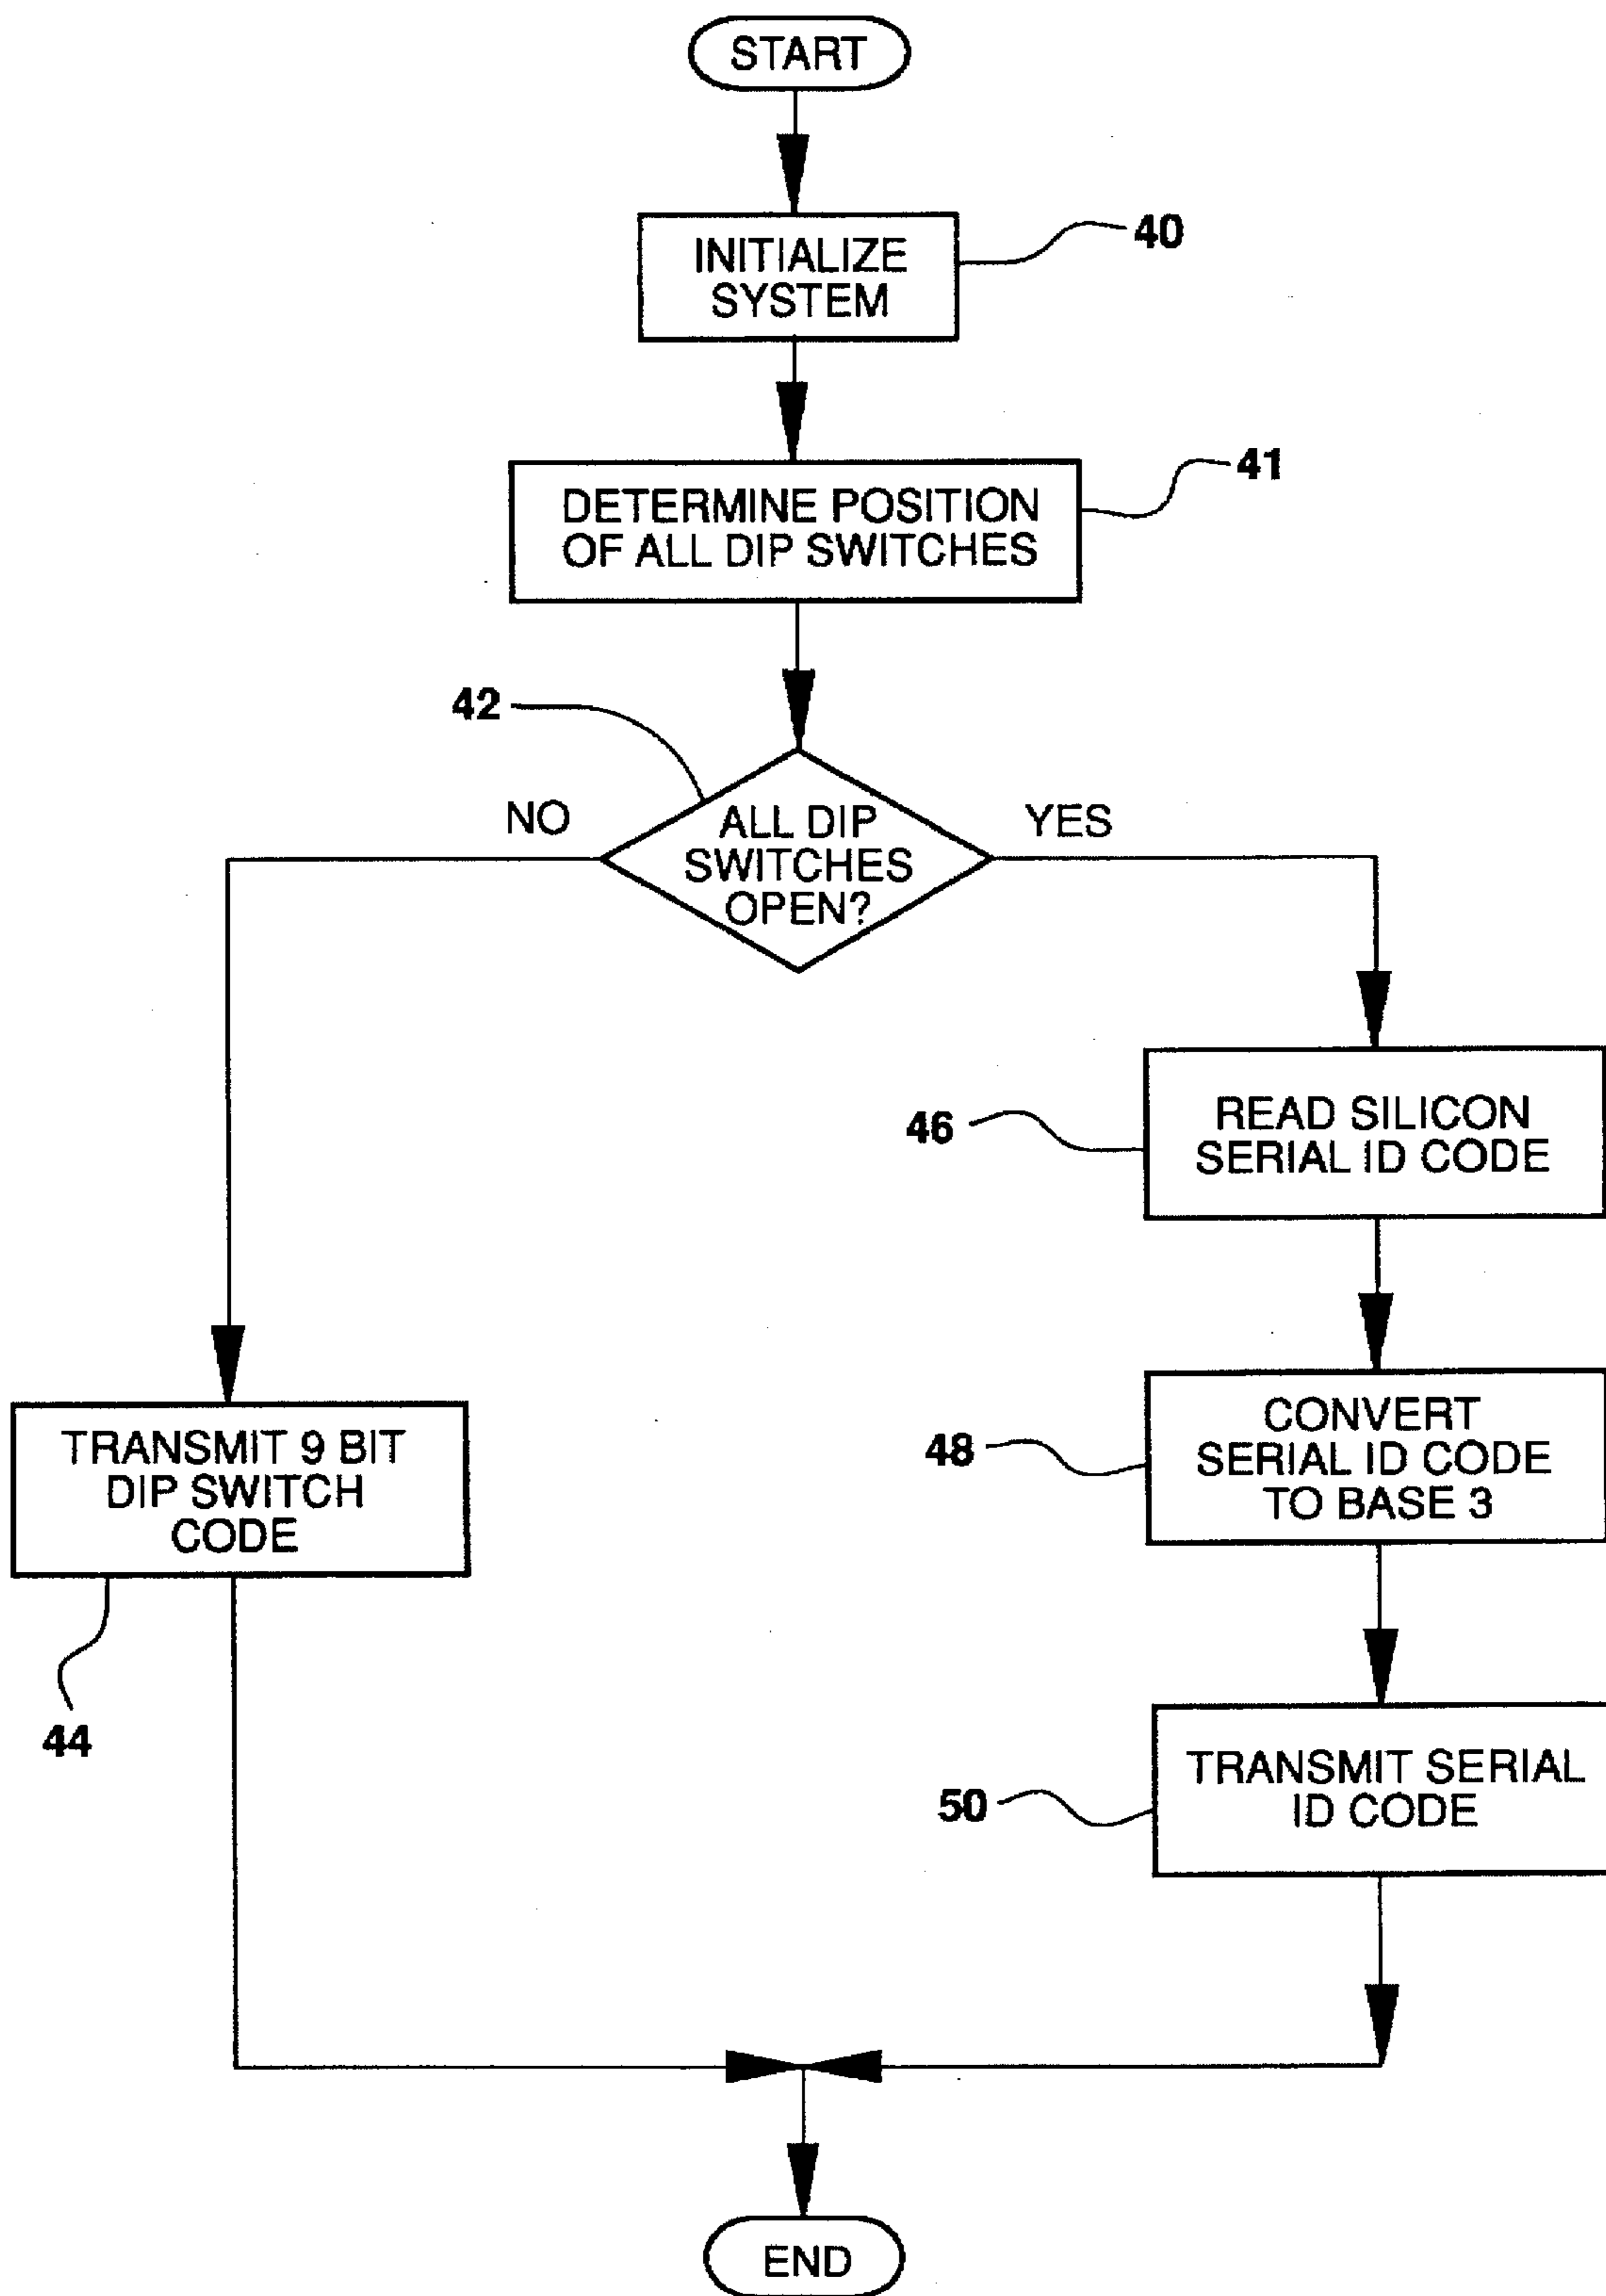 START
INITIALIZE
SYSTEM
40
DETERMINE POSITION
OF ALL DIP SWITCHES
41
42
NO
ALL DIP
SWITCHES
OPEN?
YES
46
READ SILICON
SERIAL ID CODE
TRANSMIT 9 BIT
DIP SWITCH
CODE
44
48
CONVERT
SERIAL ID CODE
TO BASE 3
50
TRANSMIT SERIAL
ID CODE
END